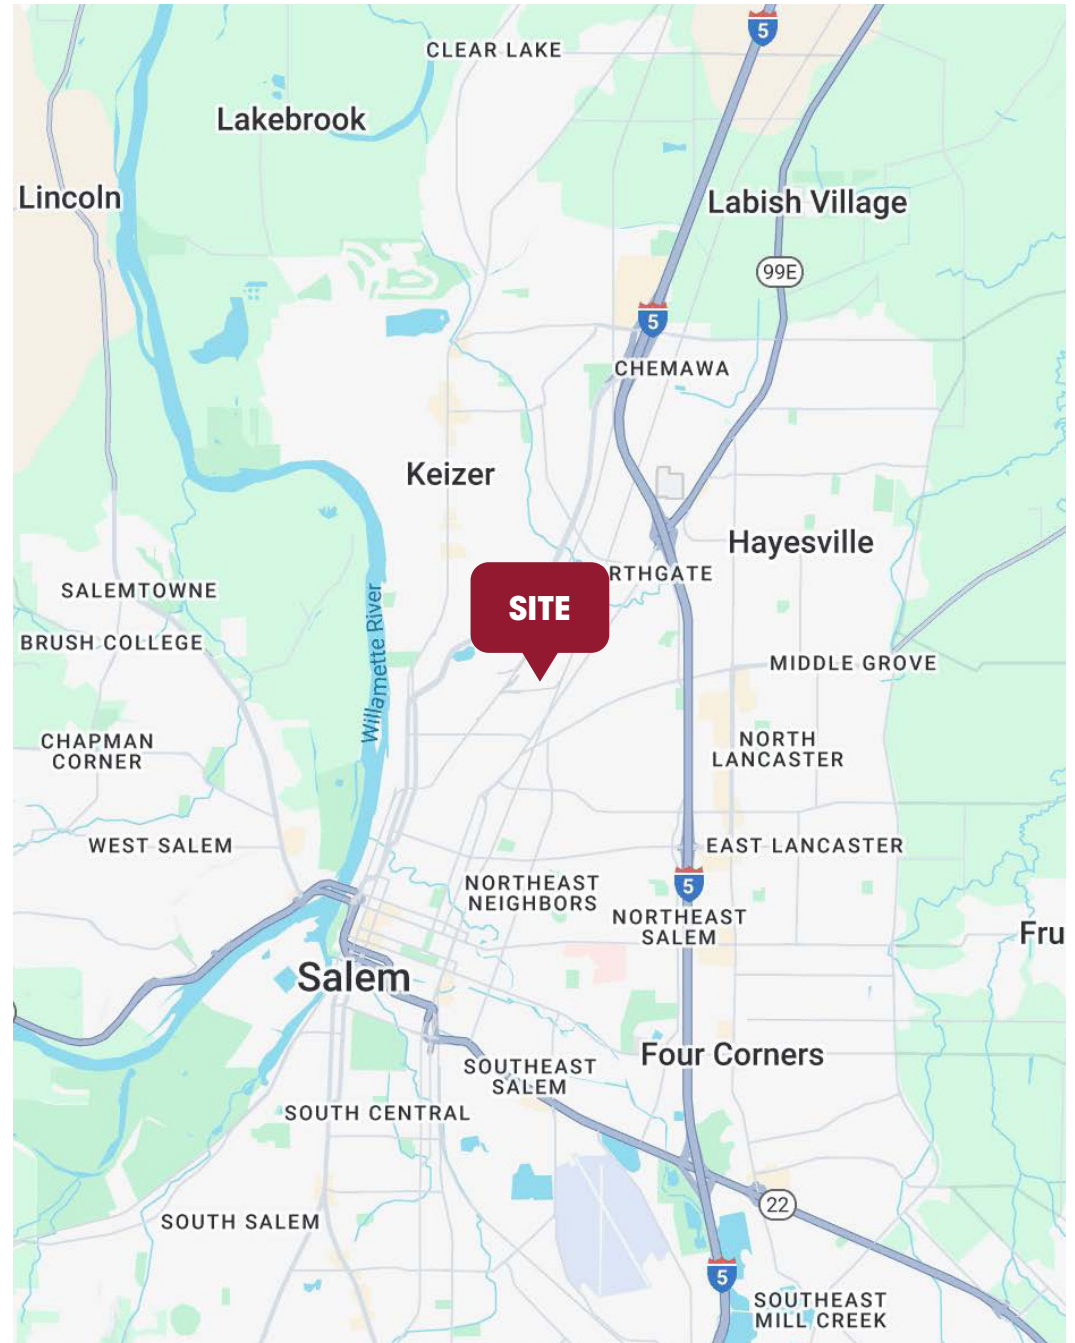 5
CLEAR LAKE
Lakebrook
Lincoln
Labish Village
99E
5
CHEMAWA
Keizer
Hayesville
RTHGATE
SALEMTOWNE
SITE
BRUSH COLLEGE
Willamette River
MIDDLE GROVE
CHAPMAN
CORNER
NORTH
LANCASTER
WEST SALEM
EAST LANCASTER
5
NORTHEAST
NEIGHBORS
NORTHEAST
SALEM
Fru
Salem
Four Corners
SOUTHEAST
SALEM
SOUTH CENTRAL
22
SOUTH SALEM
5
SOUTHEAST
MILL CREEK